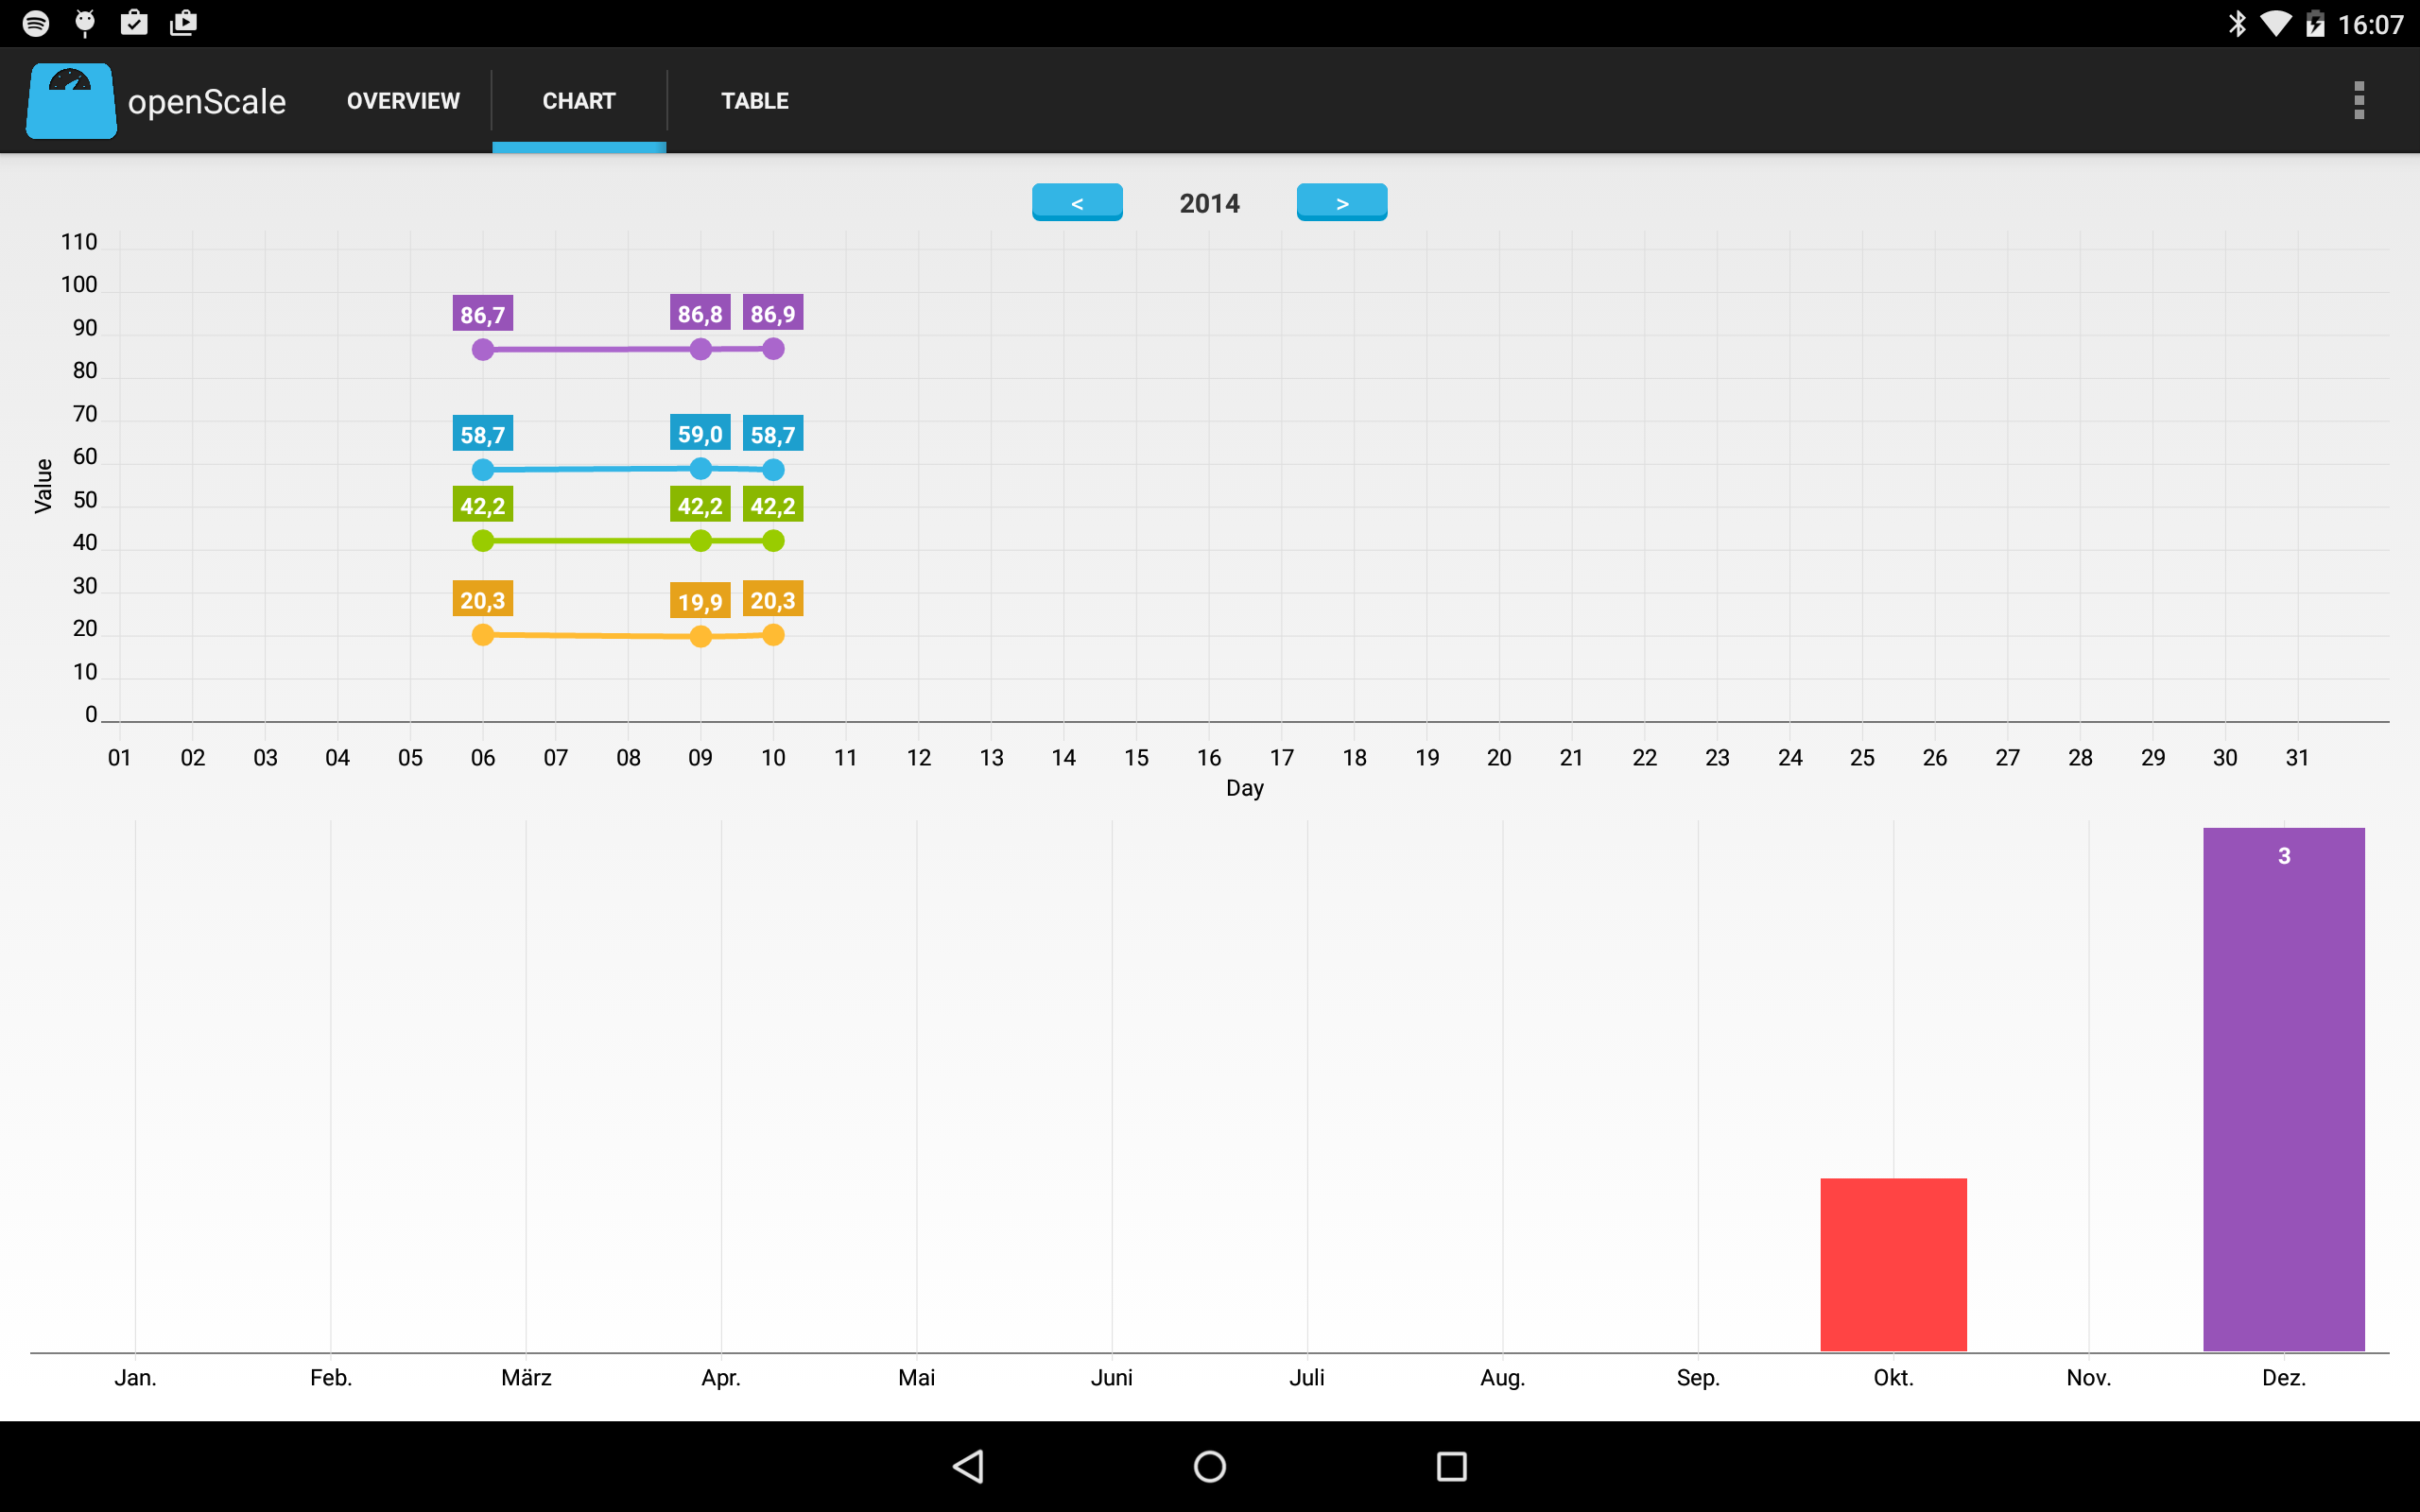 16:07
openScale OVERVIEW CHART TABLE
< 2014 >
110
100
90
80
70
60
50
40
30
20
10
0
Value
86,7 86,8 86,9
58,7 59,0 58,7
42,2 42,2 42,2
20,3 19,9 20,3
01 02 03 04 05 06 07 08 09 10 11 12 13 14 15 16 17 18 19 20 21 22 23 24 25 26 27 28 29 30 31
Day
3
Jan. Feb. März Apr. Mai Juni Juli Aug. Sep. Okt. Nov. Dez.